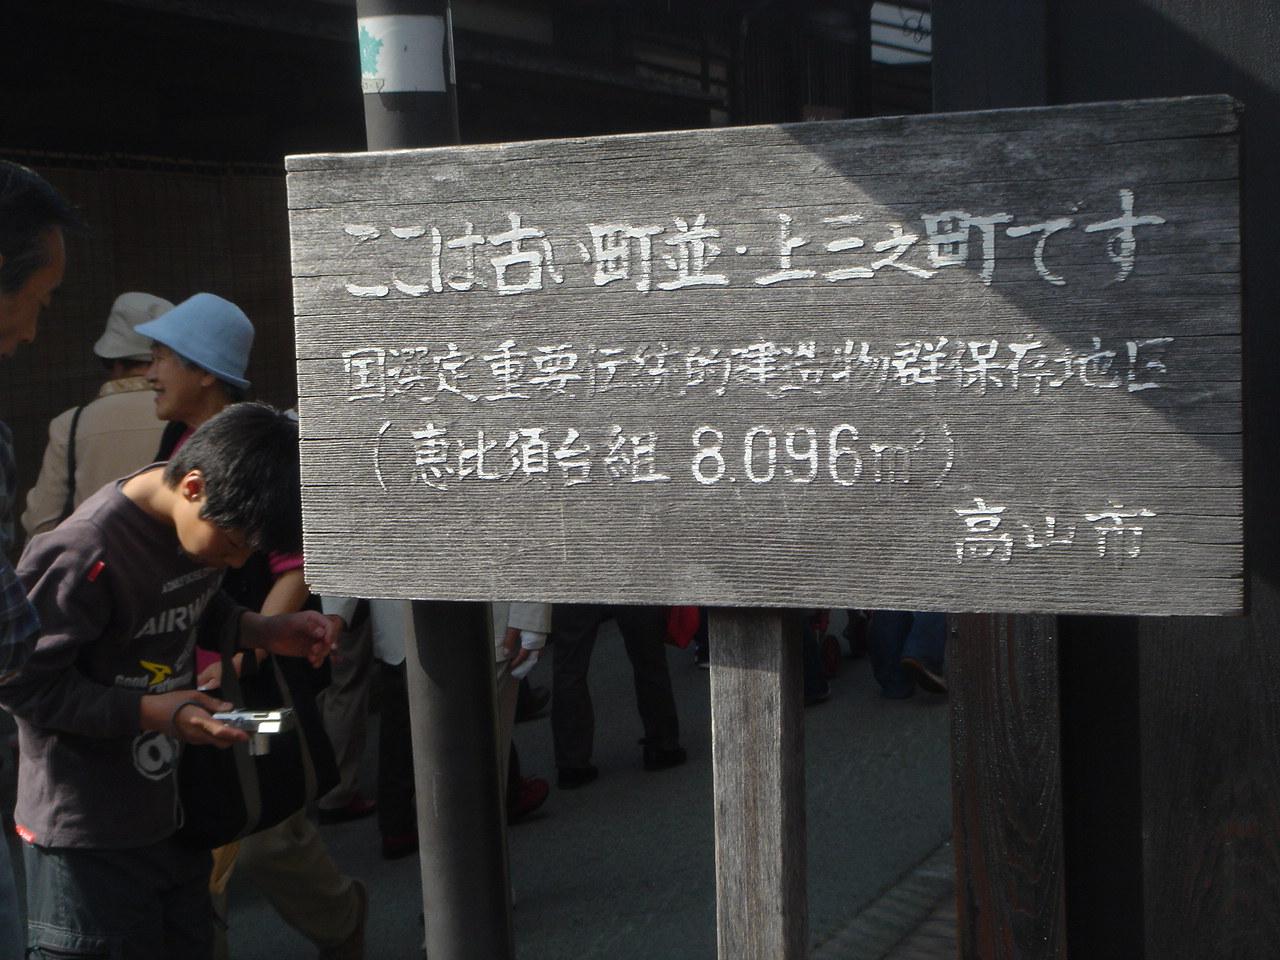 ここは古い町並・上三之町です
国選定重要伝統的建造物群保存地区
(恵比須台組 8.096㎡)
高山市
AIRW
Good